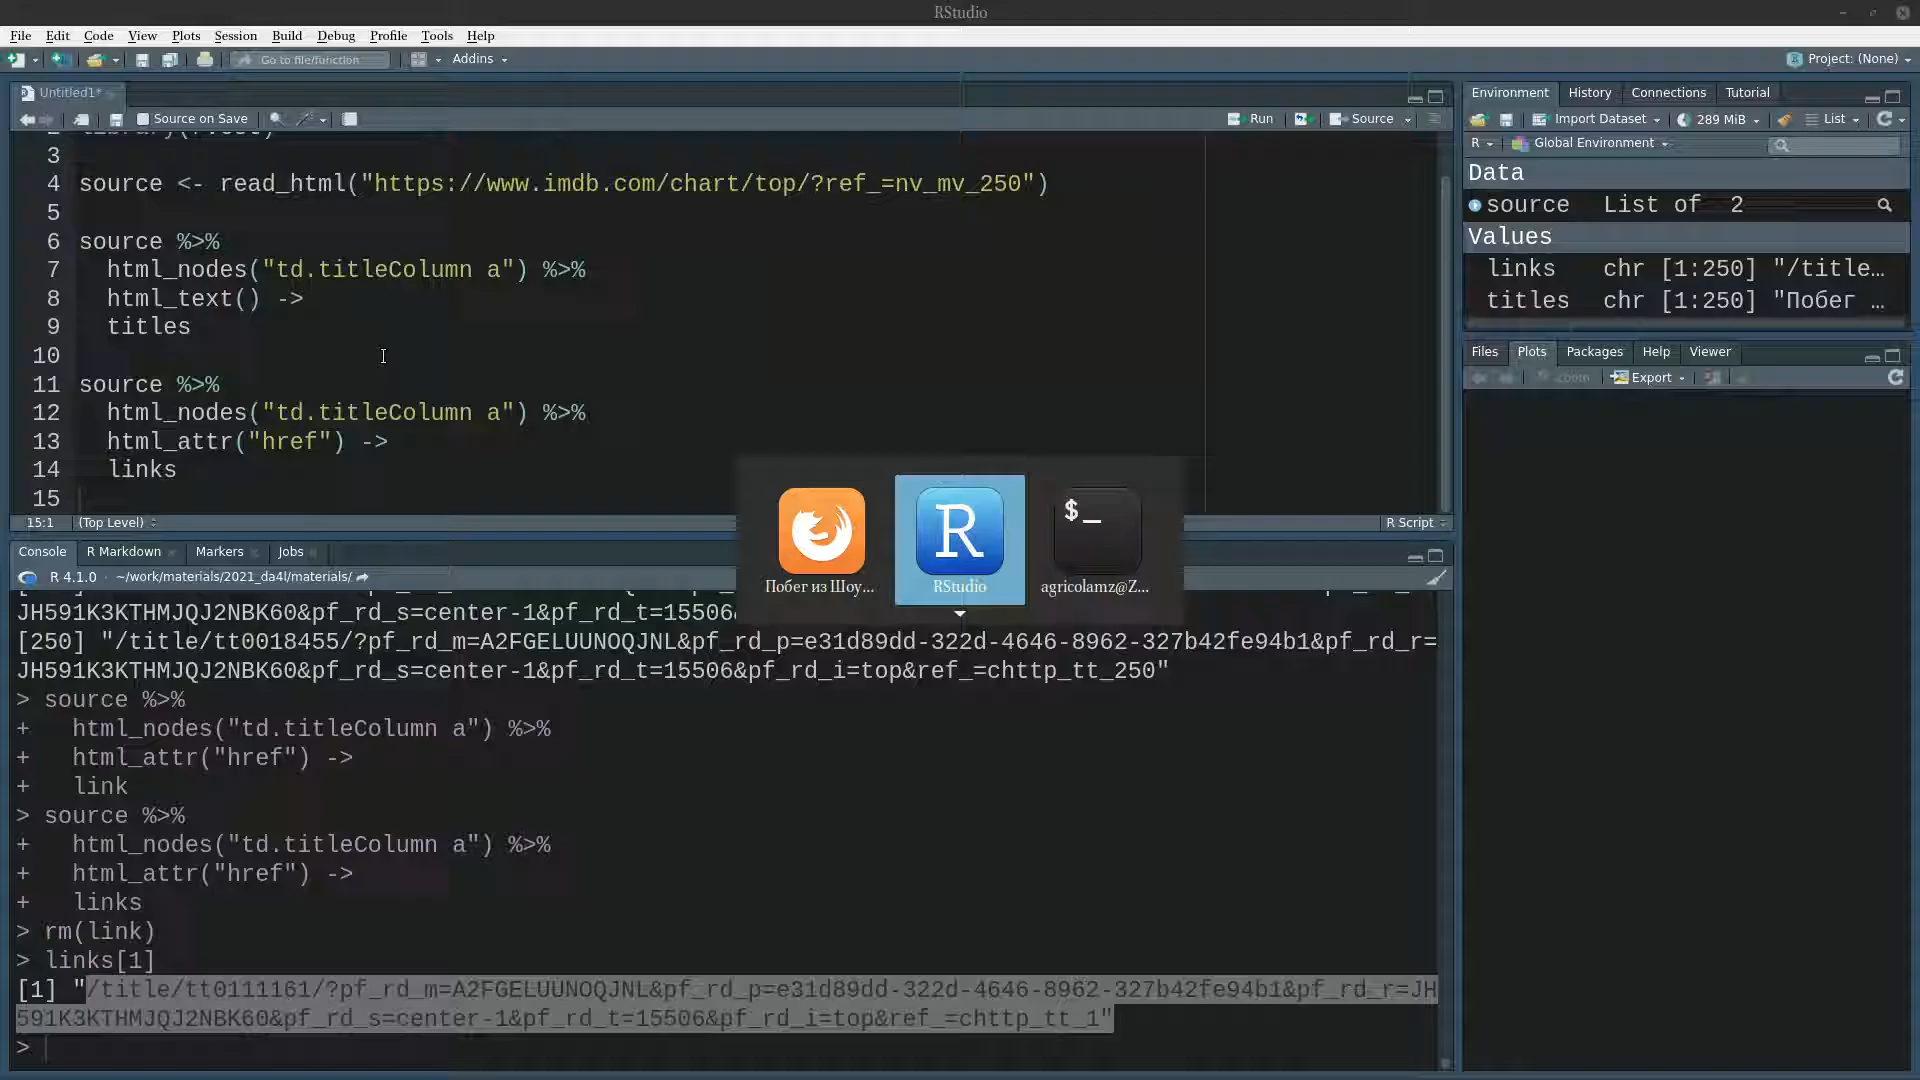 RStudio
File Edit Code View Plots Session Build Debug Profile Tools Help
Go to file/function Addins Project: (None)
Untitled1*
Source on Save Run Source
3
4 source <- read_html("https://www.imdb.com/chart/top/?ref_=nv_mv_250")
5
6 source %>%
7 html_nodes("td.titleColumn a") %>%
8 html_text() ->
9 titles
10
11 source %>%
12 html_nodes("td.titleColumn a") %>%
13 html_attr("href") ->
14 links
15
15:1 (Top Level) R Script
Побег из Шоу... RStudio agricolamz@Z...
$_
R
Console R Markdown Markers Jobs
R 4.1.0 · ~/work/materials/2021_da4l/materials/
JH591K3KTHMJQJ2NBK60&pf_rd_s=center-1&pf_rd_t=15506
[250] "/title/tt0018455/?pf_rd_m=A2FGELUUNOQJNL&pf_rd_p=e31d89dd-322d-4646-8962-327b42fe94b1&pf_rd_r=
JH591K3KTHMJQJ2NBK60&pf_rd_s=center-1&pf_rd_t=15506&pf_rd_i=top&ref_=chttp_tt_250"
> source %>%
+ html_nodes("td.titleColumn a") %>%
+ html_attr("href") ->
+ link
> source %>%
+ html_nodes("td.titleColumn a") %>%
+ html_attr("href") ->
+ links
> rm(link)
> links[1]
[1] "/title/tt0111161/?pf_rd_m=A2FGELUUNOQJNL&pf_rd_p=e31d89dd-322d-4646-8962-327b42fe94b1&pf_rd_r=JH
591K3KTHMJQJ2NBK60&pf_rd_s=center-1&pf_rd_t=15506&pf_rd_i=top&ref_=chttp_tt_1"
>
Environment History Connections Tutorial
Import Dataset 289 MiB List
R Global Environment
Data
source List of 2
Values
links chr [1:250] "/title…
titles chr [1:250] "Побег …
Files Plots Packages Help Viewer
Zoom Export